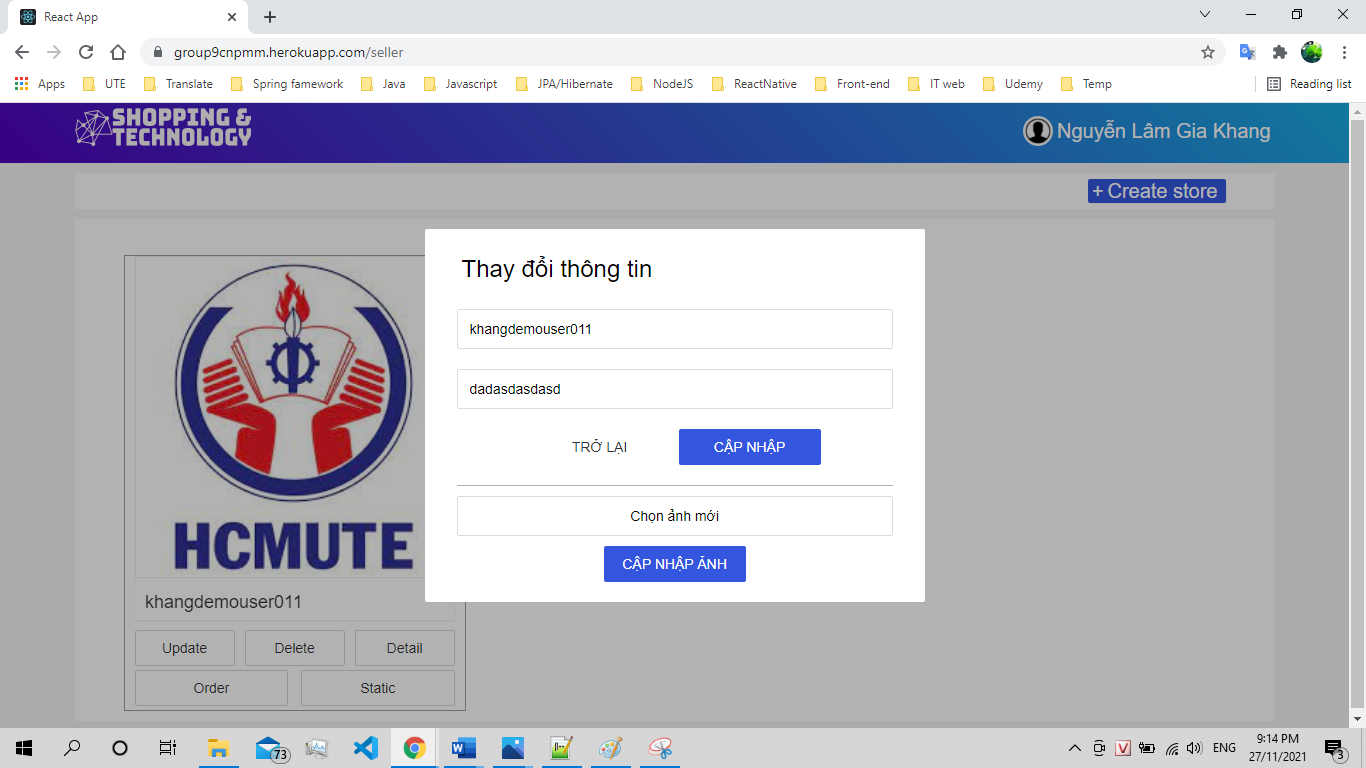 React App
group9cnpmm.herokuapp.com/seller
Apps UTE Translate Spring famework Java Javascript JPA/Hibernate NodeJS ReactNative Front-end IT web Udemy Temp Reading list
SHOPPING &
TECHNOLOGY
Nguyễn Lâm Gia Khang
+ Create store
Thay đổi thông tin
khangdemouser011
dadasdasdasd
TRỞ LẠI CẬP NHẬP
Chọn ảnh mới
CẬP NHẬP ẢNH
HCMUTE
khangdemouser011
Update Delete Detail
Order Static
73
V
ENG
9:14 PM
27/11/2021
3